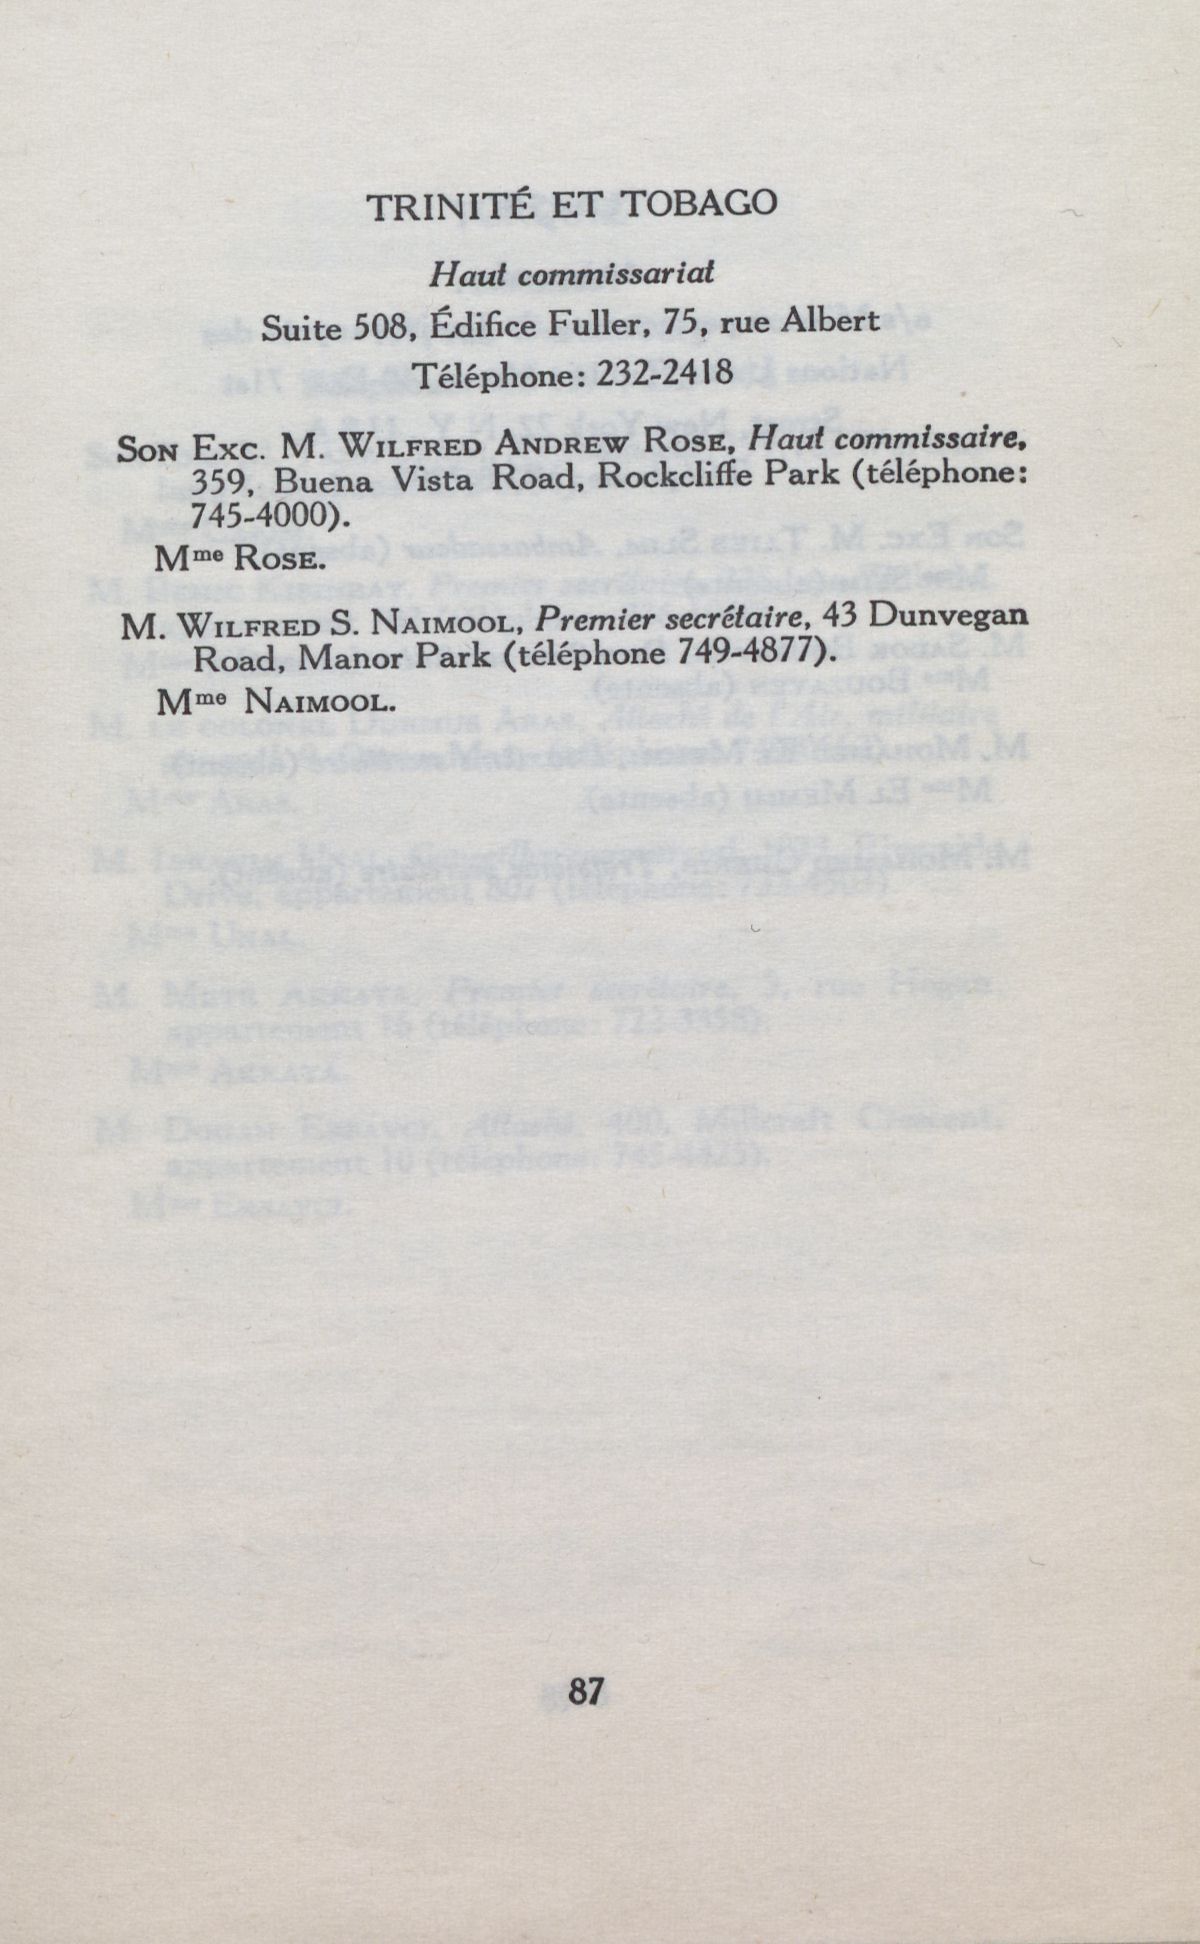 TRINITÉ ET TOBAGO
Haut commissariat
Suite 508, Édifice Fuller, 75, rue Albert
Téléphone: 232-2418
SON EXC. M. WILFRED ANDREW ROSE, Haut commissaire,
359, Buena Vista Road, Rockcliffe Park (téléphone:
745-4000).
Mme ROSE.
M. WILFRED S. NAIMOOL, Premier secrétaire, 43 Dunvegan
Road, Manor Park (téléphone 749-4877).
Mme NAIMOOL.
87